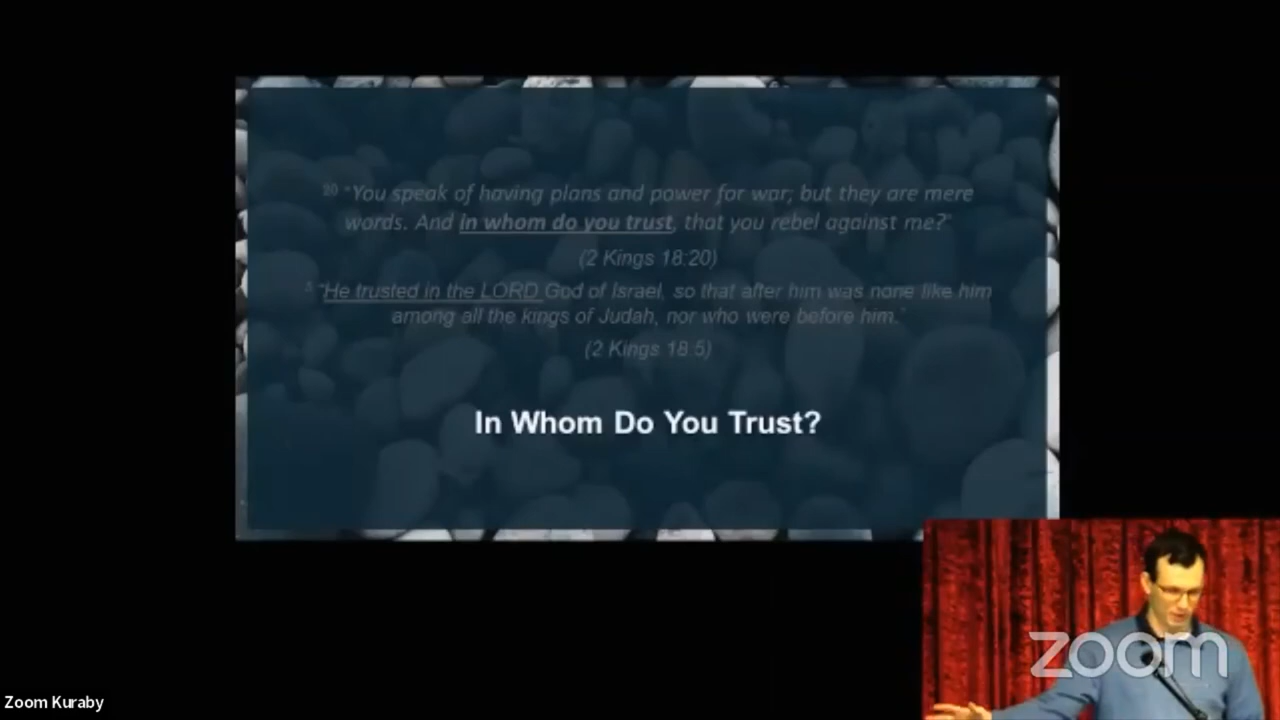 20 "You speak of having plans and power for war; but they are mere
words. And in whom do you trust, that you rebel against me?"
(2 Kings 18:20)
5 "He trusted in the LORD God of Israel, so that after him was none like him
among all the kings of Judah, nor who were before him."
(2 Kings 18:5)
In Whom Do You Trust?
zoom
Zoom Kuraby